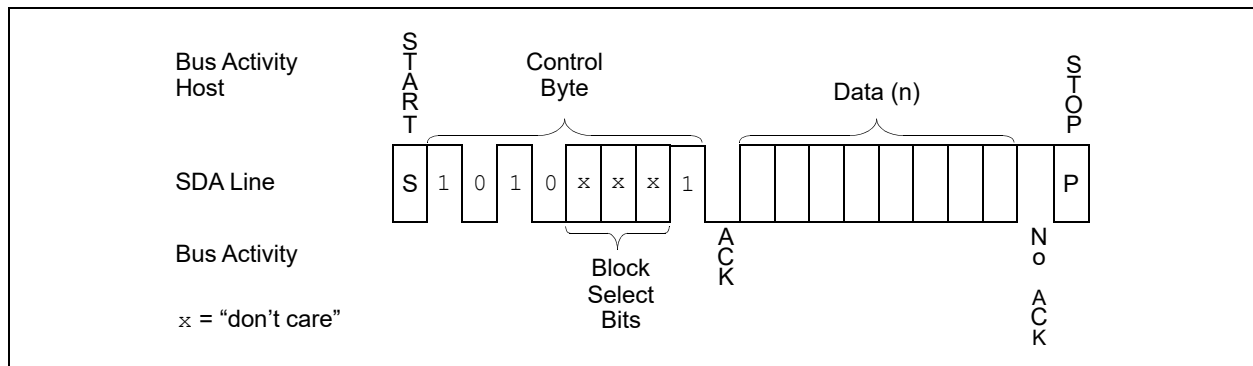 Bus Activity
Host
START
Control
Byte
Data (n)
STOP
SDA Line
S 1 0 1 0 x x x 1 P
Bus Activity
ACK
No ACK
Block
Select
Bits
x = “don’t care”